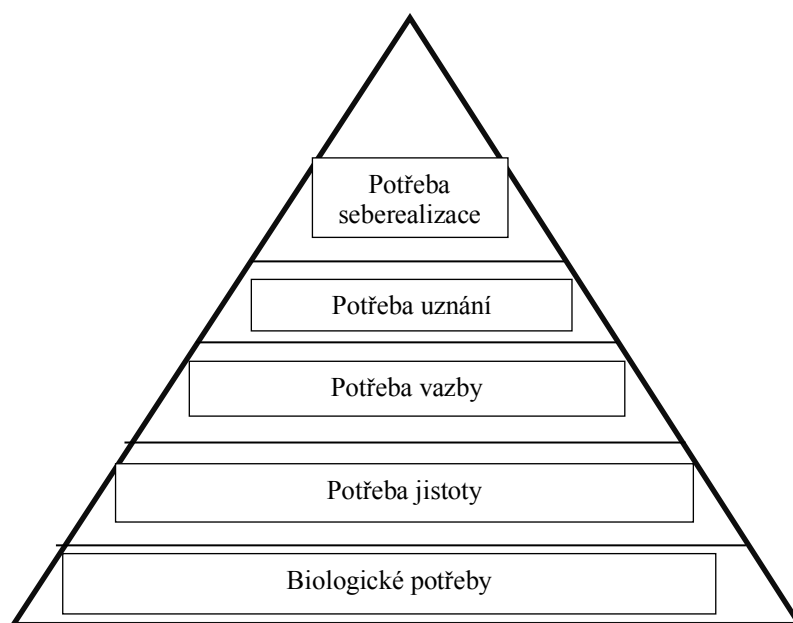 Potřeba
seberealizace
Potřeba uznání
Potřeba vazby
Potřeba jistoty
Biologické potřeby